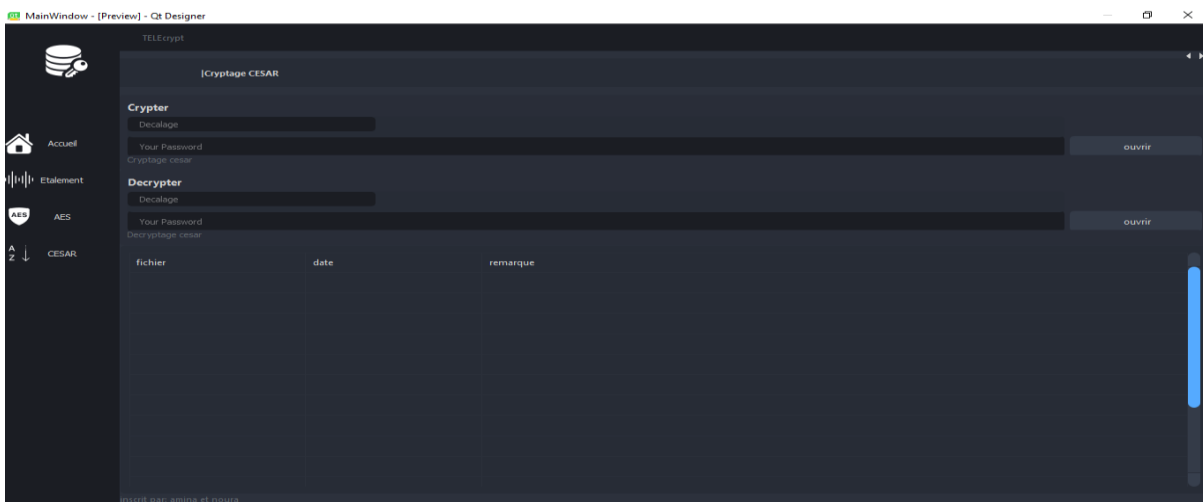 Qt MainWindow - [Preview] - Qt Designer
TELEcrypt
|Cryptage CESAR
Crypter
Decalage
Accueil
Your Password
ouvrir
Cryptage cesar
Etalement
Decrypter
Decalage
AES AES
Your Password
ouvrir
Decryptage cesar
A Z CESAR
fichier date remarque
inscrit par: amina et noura